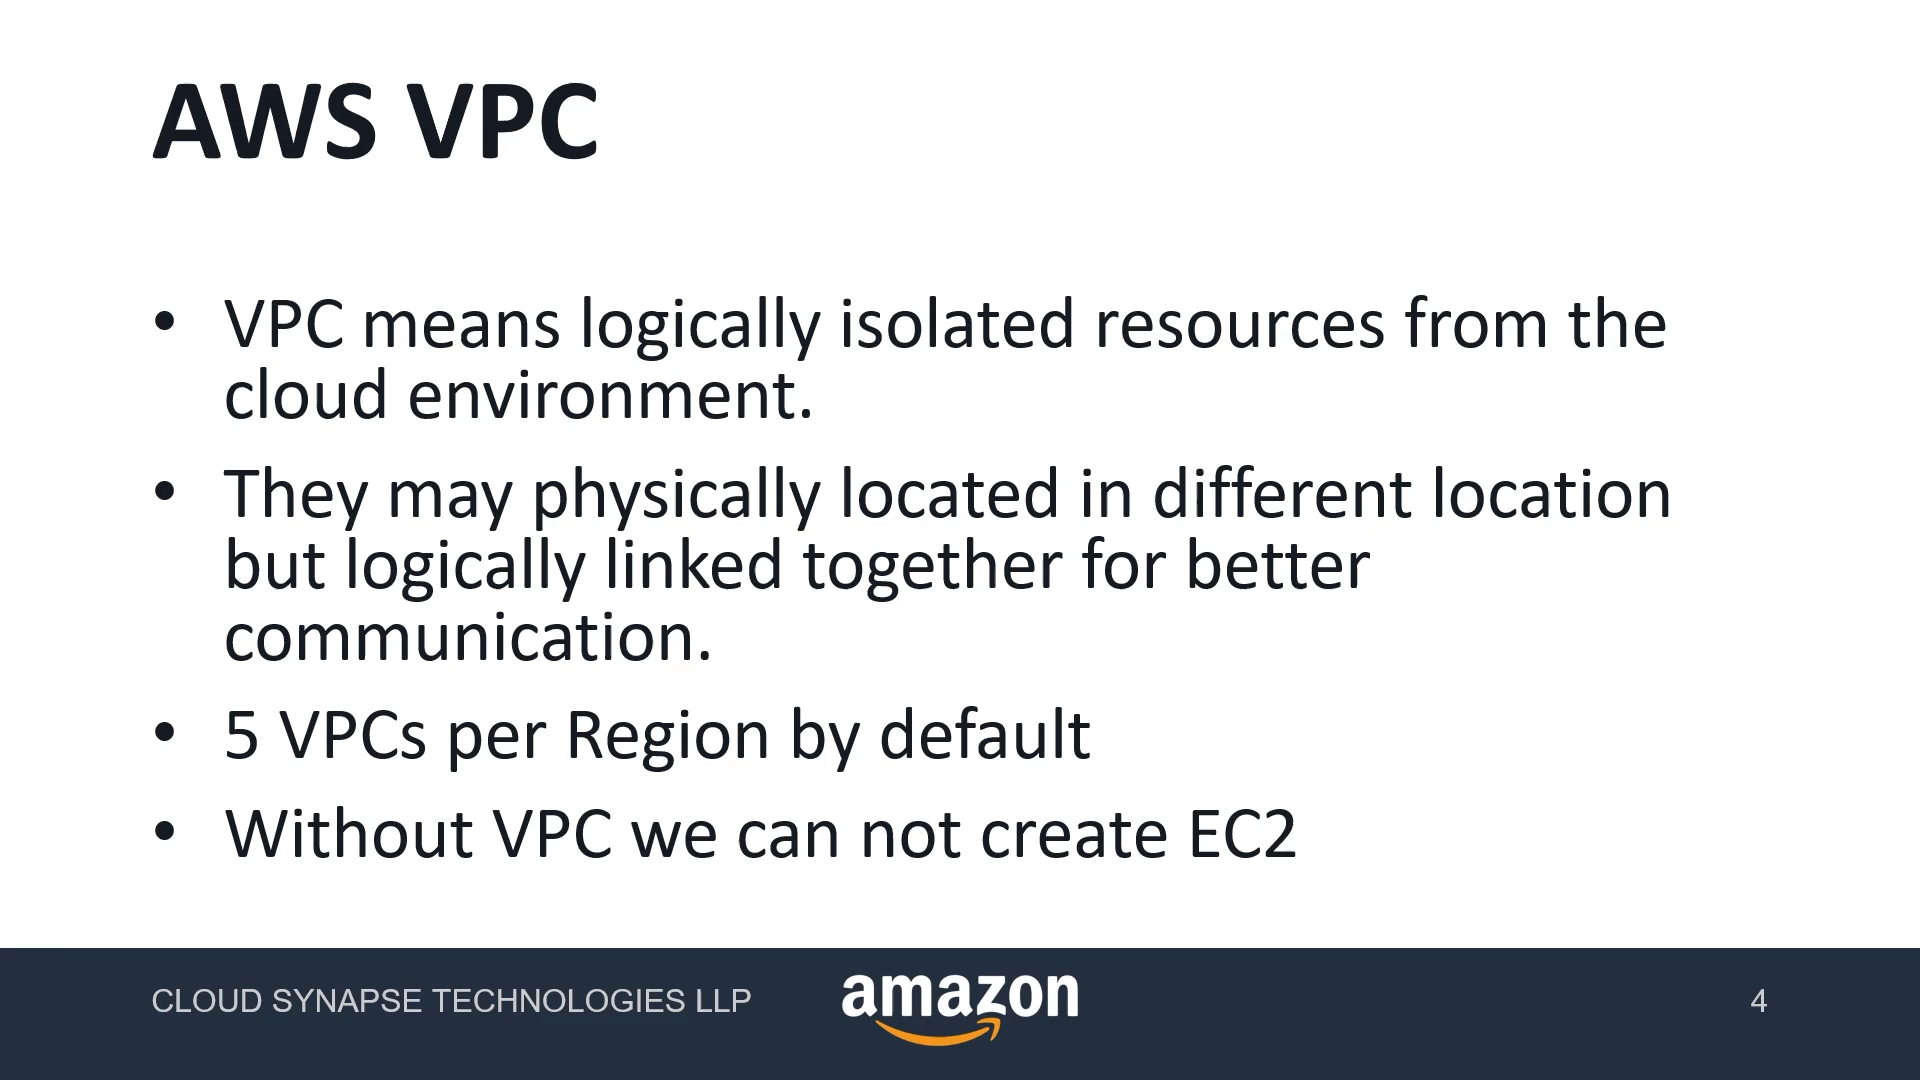 AWS VPC
• VPC means logically isolated resources from the
cloud environment.
• They may physically located in different location
but logically linked together for better
communication.
• 5 VPCs per Region by default
• Without VPC we can not create EC2
CLOUD SYNAPSE TECHNOLOGIES LLP
amazon
4